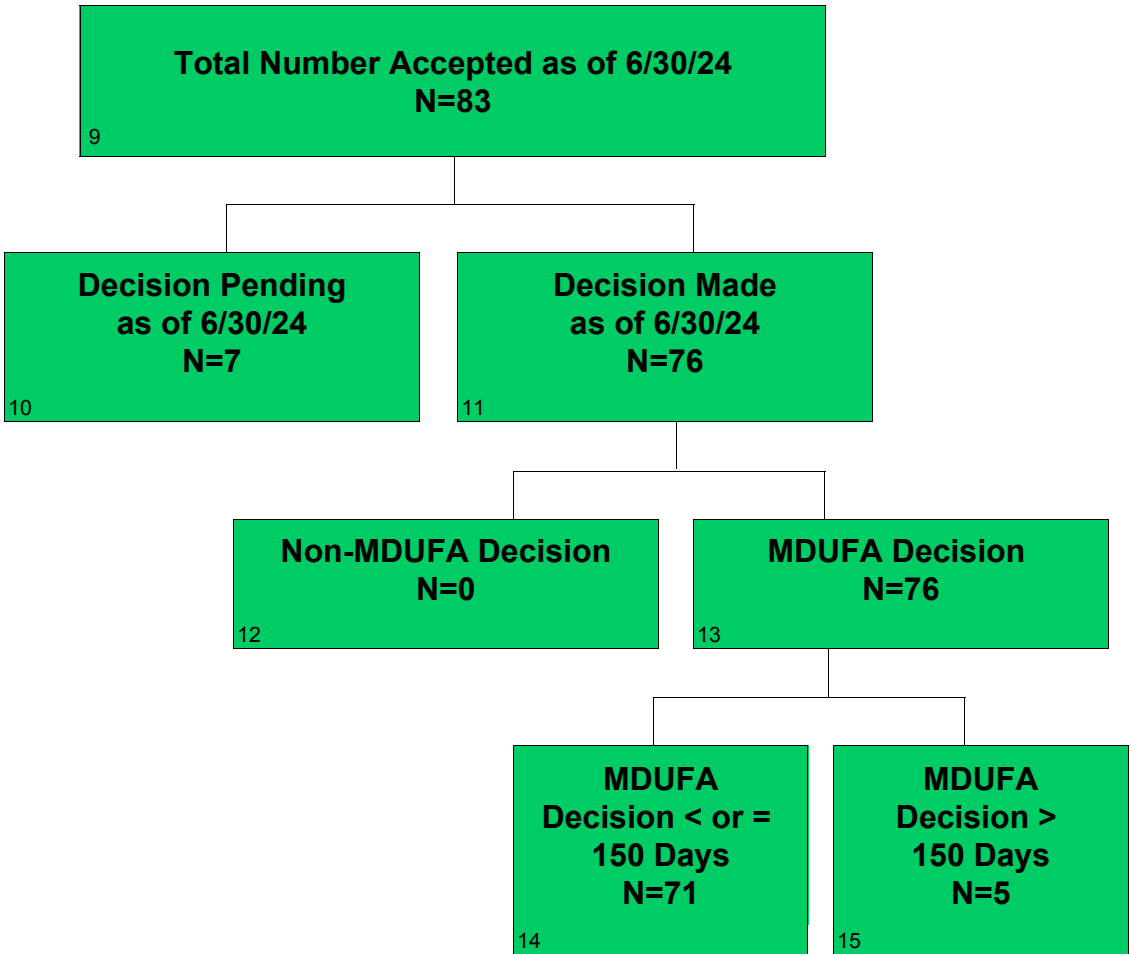 Total Number Accepted as of 6/30/24
N=83
9
Decision Pending
as of 6/30/24
N=7
10
Decision Made
as of 6/30/24
N=76
11
Non-MDUFA Decision
N=0
12
MDUFA Decision
N=76
13
MDUFA
Decision < or =
150 Days
N=71
14
MDUFA
Decision >
150 Days
N=5
15